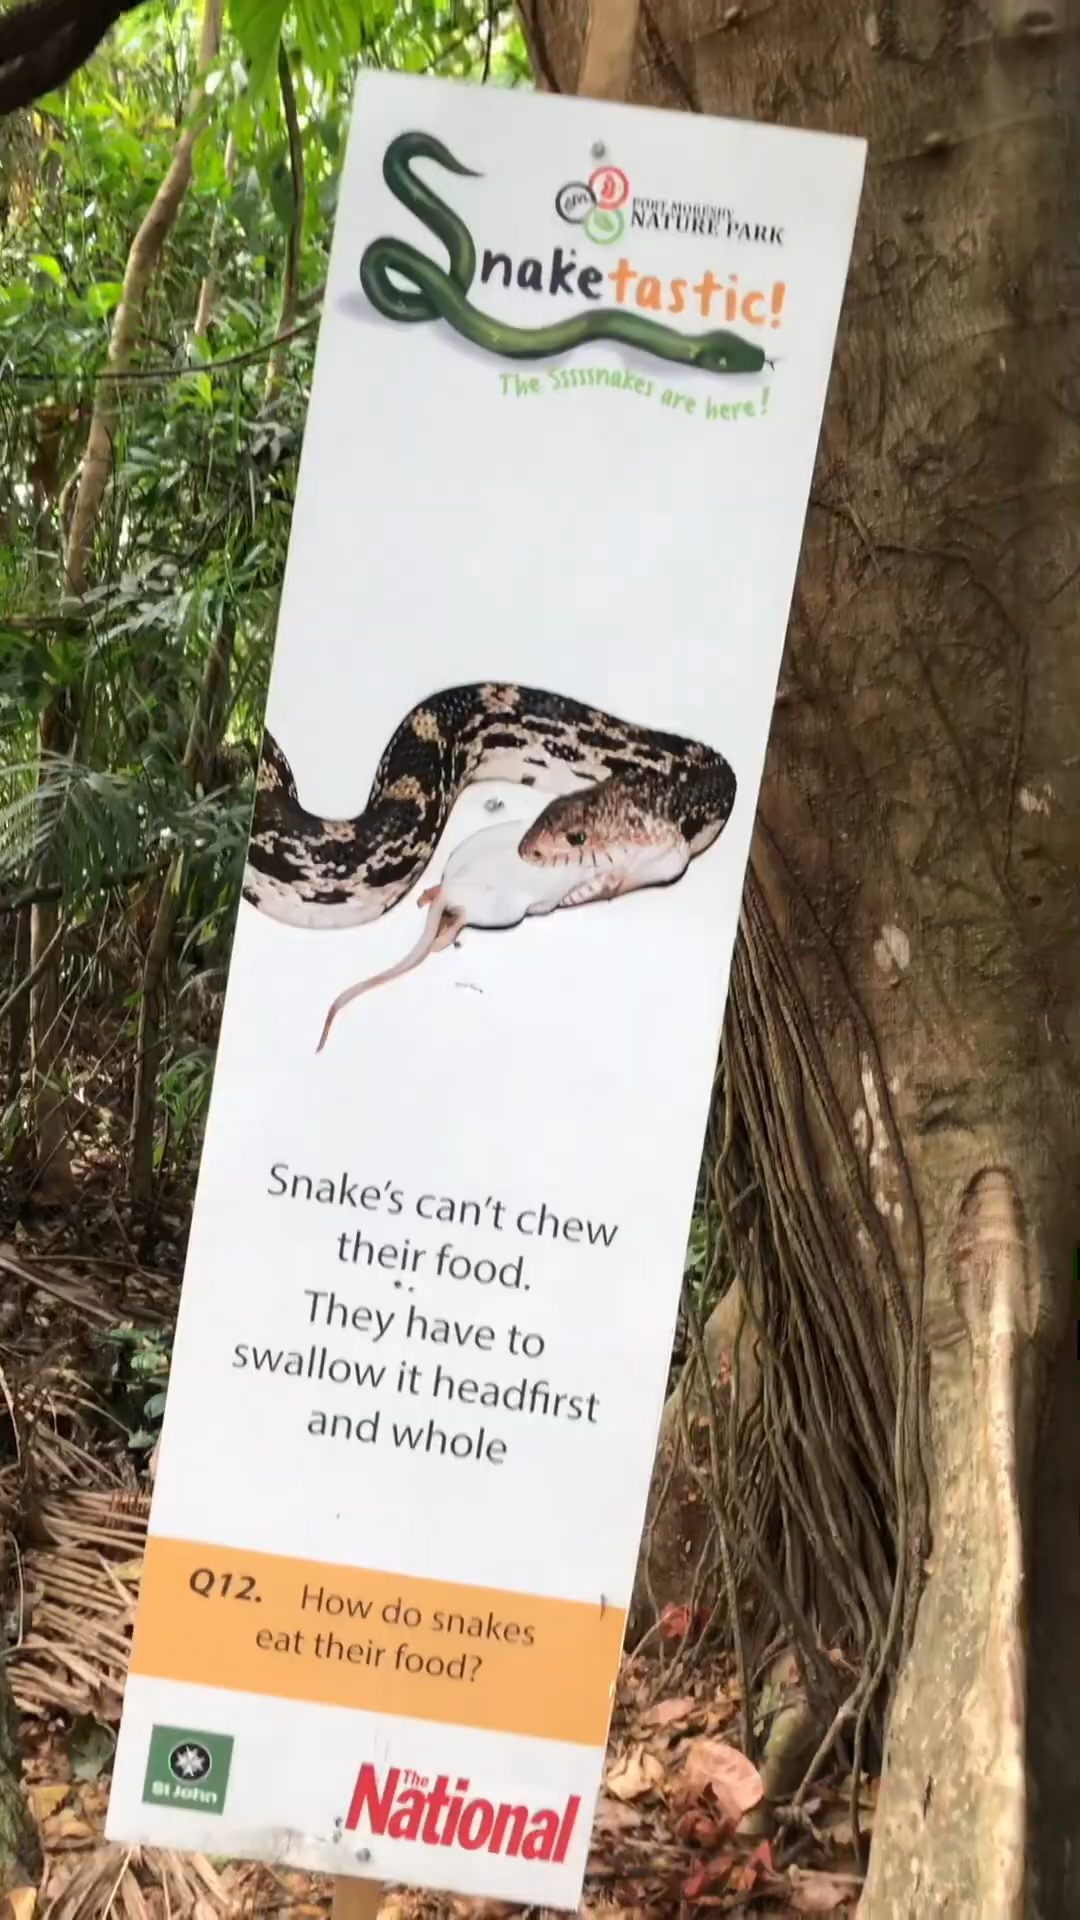 PORT MORESBY
NATURE PARK
Snaketastic!
The Sssssnakes are here!
Snake's can't chew
their food.
They have to
swallow it headfirst
and whole
Q12. How do snakes
eat their food?
St John
The
National